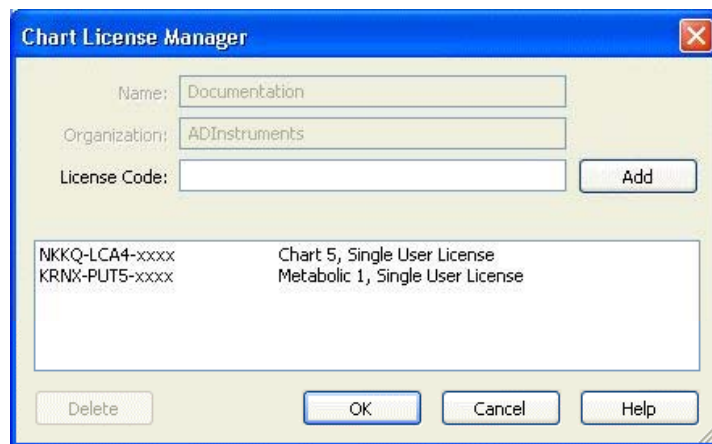 Chart License Manager
Name: Documentation
Organization: ADInstruments
License Code:
Add
NKKQ-LCA4-xxxx Chart 5, Single User License
KRNX-PUT5-xxxx Metabolic 1, Single User License
Delete OK Cancel Help